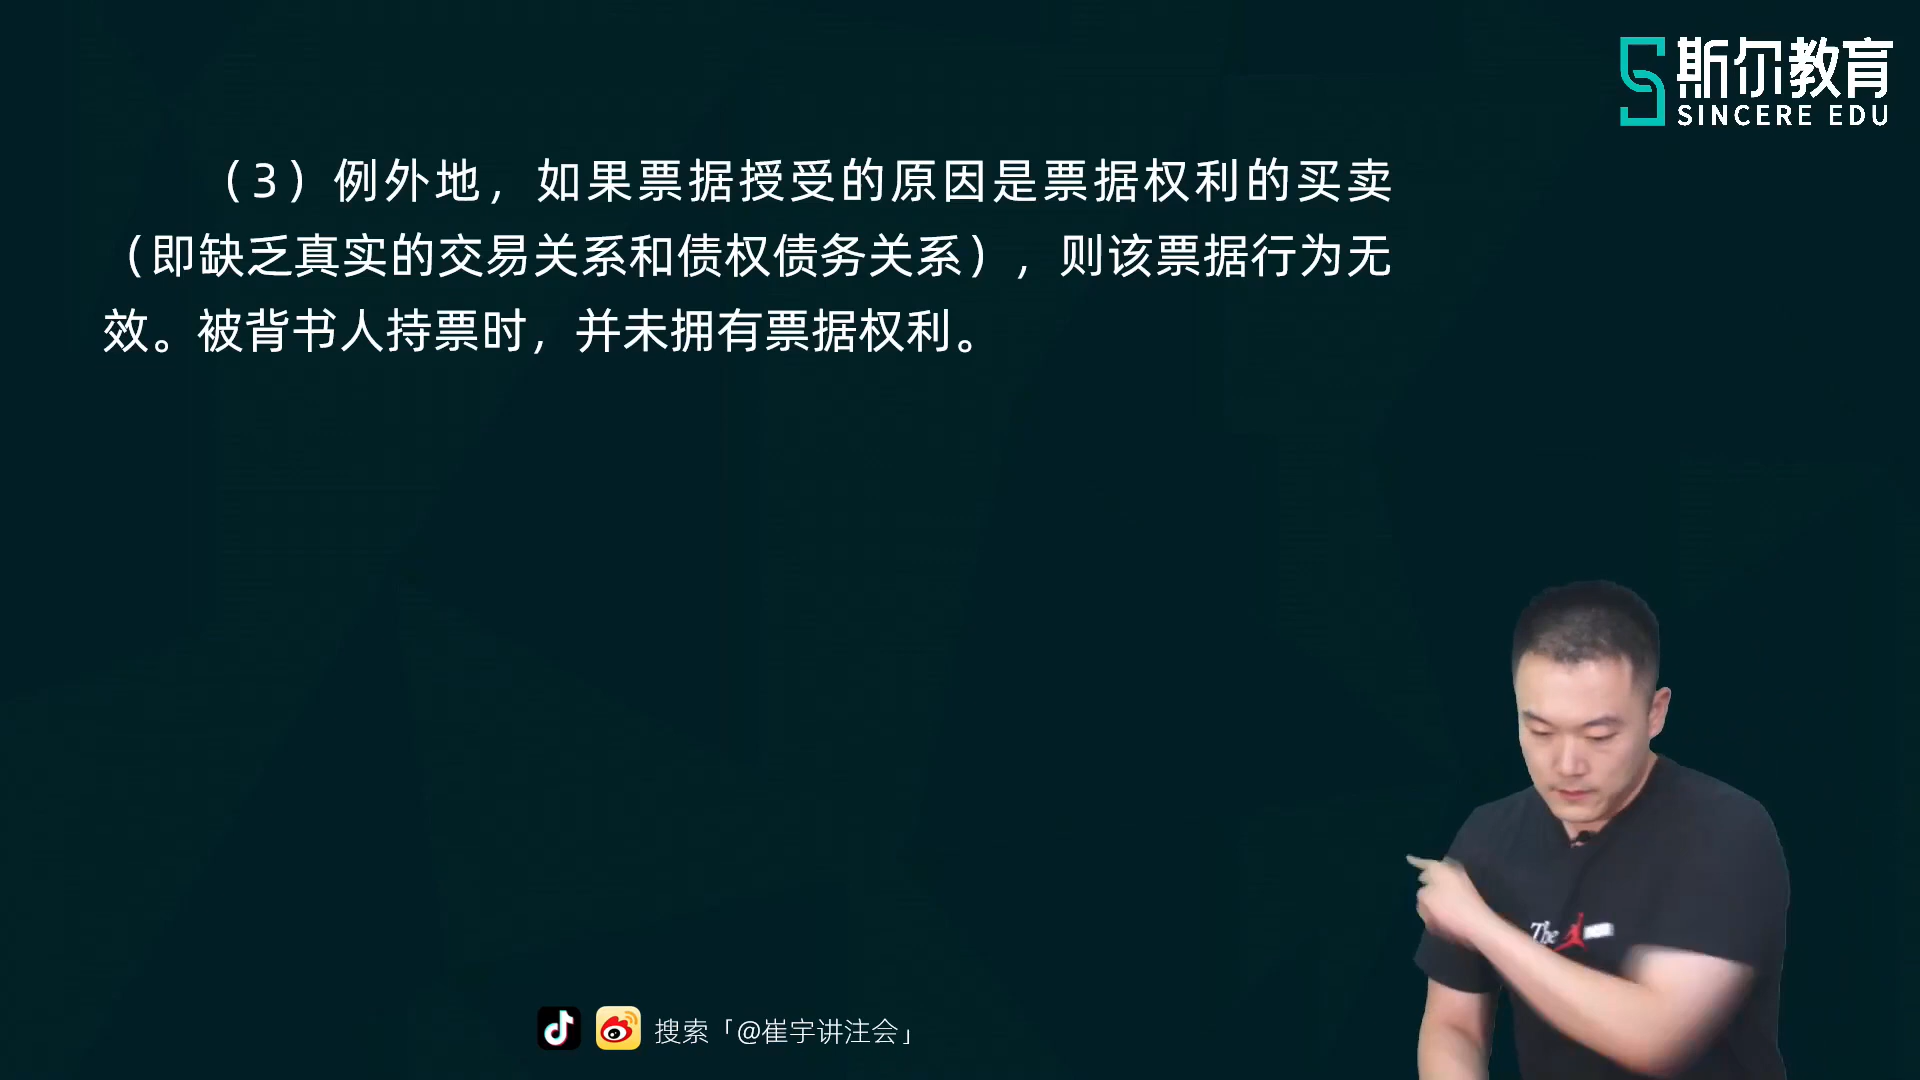 斯尔教育
SINCERE EDU
（3）例外地，如果票据授受的原因是票据权利的买卖
（即缺乏真实的交易关系和债权债务关系），则该票据行为无
效。被背书人持票时，并未拥有票据权利。
The
搜索「@崔宇讲注会」